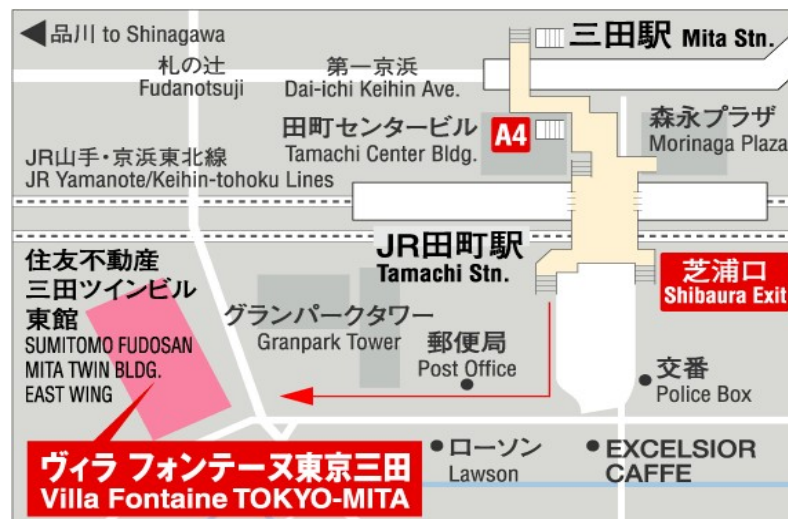 品川 to Shinagawa
三田駅 Mita Stn.
札の辻
Fudanotsuji
第一京浜
Dai-ichi Keihin Ave.
田町センタービル
Tamachi Center Bldg.
A4
森永プラザ
Morinaga Plaza
JR山手・京浜東北線
JR Yamanote/Keihin-tohoku Lines
JR田町駅
Tamachi Stn.
芝浦口
Shibaura Exit
住友不動産
三田ツインビル
東館
SUMITOMO FUDOSAN
MITA TWIN BLDG.
EAST WING
グランパークタワー
Granpark Tower
郵便局
Post Office
交番
Police Box
ヴィラ フォンテーヌ東京三田
Villa Fontaine TOKYO-MITA
ローソン
Lawson
EXCELSIOR
CAFFE